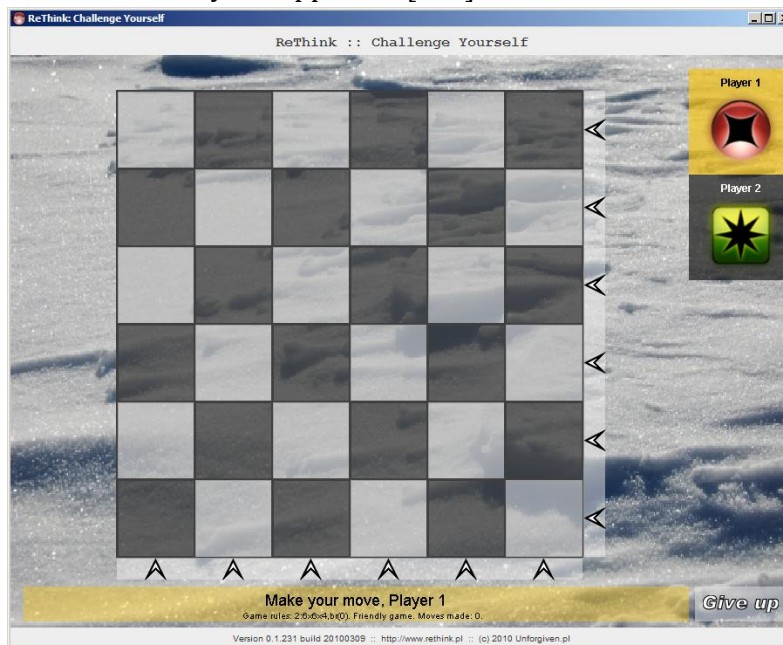 ReThink: Challenge Yourself
ReThink :: Challenge Yourself
Player 1
Player 2
Make your move, Player 1
Give up
Game rules: 2:6x6x4,br(0). Friendly game. Moves made: 0.
Version 0.1.231 build 20100309 :: http://www.rethink.pl :: (c) 2010 Unforgiven.pl